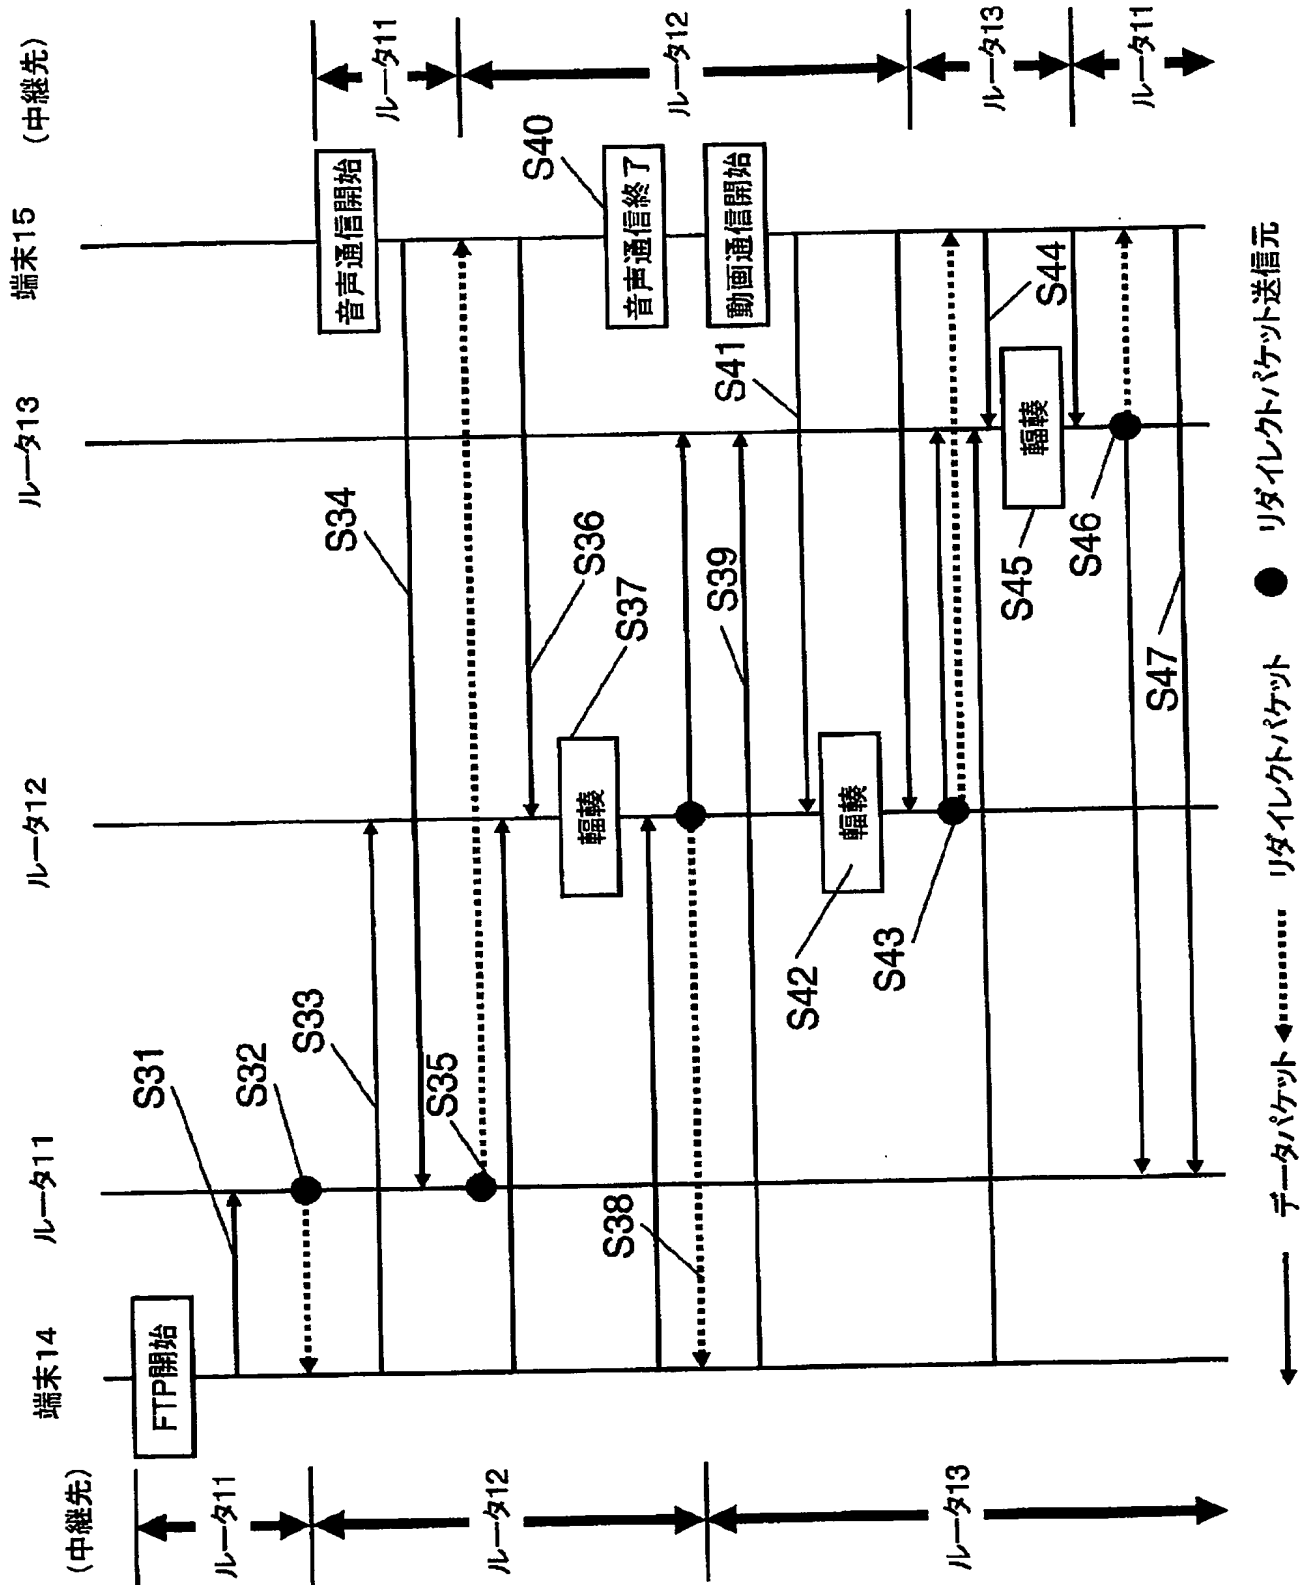 (中継先)
端末14
ルータ11
ルータ12
ルータ13
端末15
(中継先)
FTP開始
ルータ11
S31
S32
ルータ12
S33
音声通信開始
ルータ11
S34
S35
S36
S37
輻輳
ルータ12
S38
S39
S40
音声通信終了
動画通信開始
ルータ13
S41
S42
輻輳
S43
ルータ13
S44
S45
輻輳
S46
ルータ11
S47
データパケット
リダイレクトパケット
リダイレクトパケット送信元